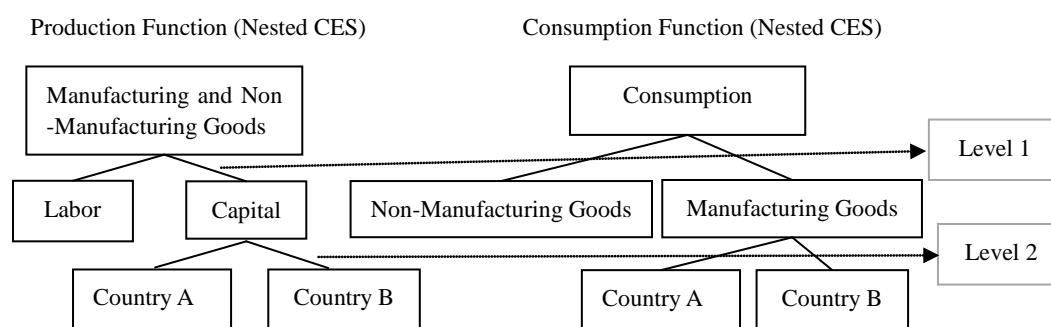 Production Function (Nested CES)
Consumption Function (Nested CES)
Manufacturing and Non
-Manufacturing Goods
Consumption
Level 1
Labor
Capital
Non-Manufacturing Goods
Manufacturing Goods
Level 2
Country A
Country B
Country A
Country B